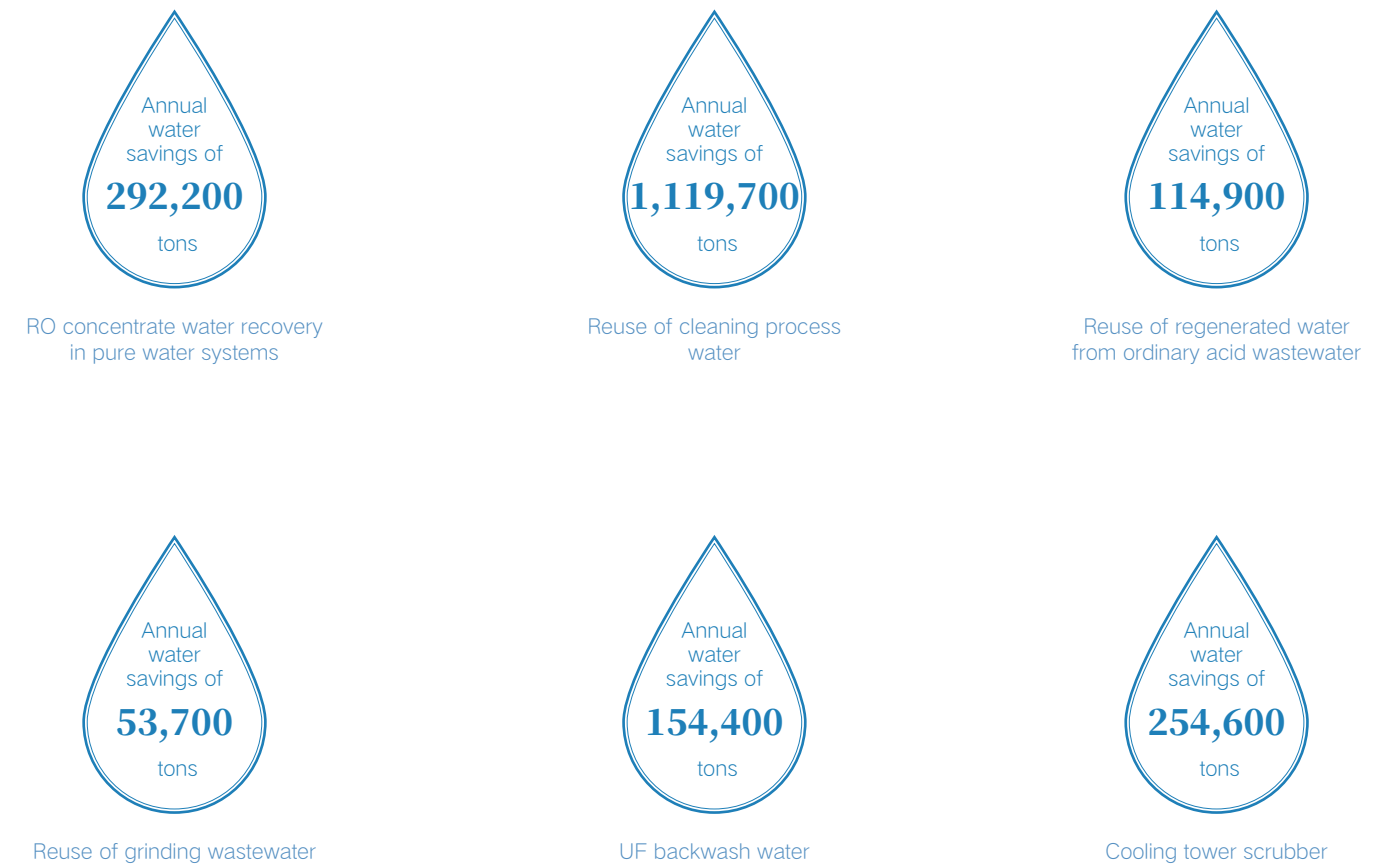 Annual
water
savings of
292,200
tons
RO concentrate water recovery
in pure water systems
Annual
water
savings of
1,119,700
tons
Reuse of cleaning process
water
Annual
water
savings of
114,900
tons
Reuse of regenerated water
from ordinary acid wastewater
Annual
water
savings of
53,700
tons
Reuse of grinding wastewater
Annual
water
savings of
154,400
tons
UF backwash water
Annual
water
savings of
254,600
tons
Cooling tower scrubber